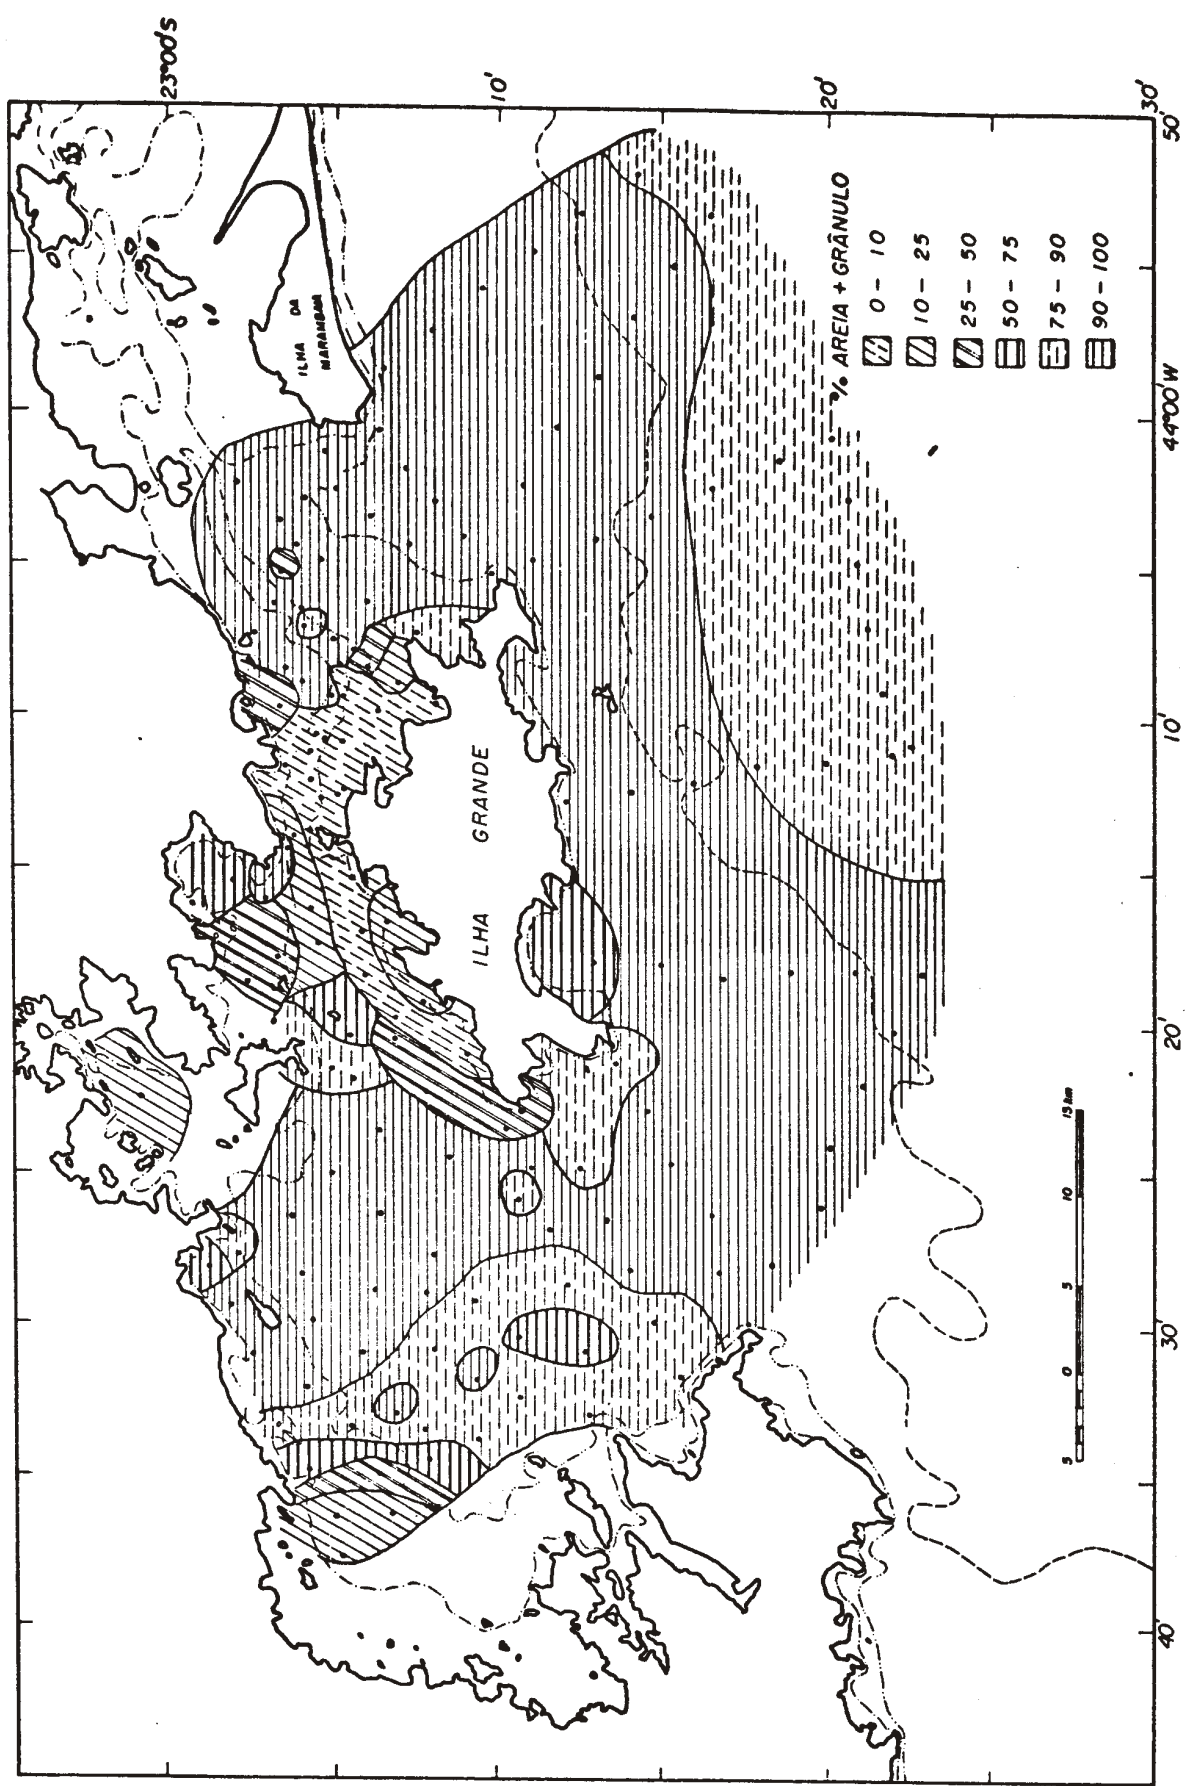 23°00'S
10'
20'
30'
50'
44°00'W
10'
20'
30'
40'
ILHA DA
MARAMBAIA
ILHA GRANDE
% AREIA + GRÂNULO
0 - 10
10 - 25
25 - 50
50 - 75
75 - 90
90 - 100
5 0 5 10 15 km